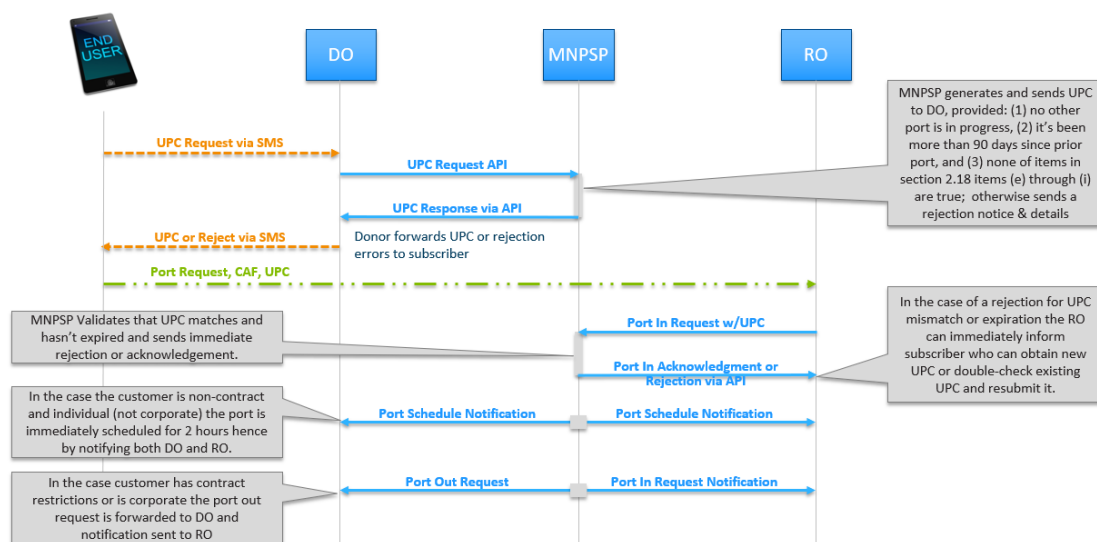 END
USER
DO
MNPSP
RO
MNPSP generates and sends UPC
to DO, provided: (1) no other
port is in progress, (2) it's been
more than 90 days since prior
port, and (3) none of items in
section 2.18 items (e) through (i)
are true;  otherwise sends a
rejection notice & details
UPC Request via SMS
UPC Request API
UPC Response via API
UPC or Reject via SMS
Donor forwards UPC or rejection
errors to subscriber
Port Request, CAF, UPC
MNPSP Validates that UPC matches and
hasn't expired and sends immediate
rejection or acknowledgement.
Port In Request w/UPC
In the case of a rejection for UPC
mismatch or expiration the RO
can immediately inform
subscriber who can obtain new
UPC or double-check existing
UPC and resubmit it.
Port In Acknowledgment or
Rejection via API
In the case the customer is non-contract
and individual (not corporate) the port is
immediately scheduled for 2 hours hence
by notifying both DO and RO.
Port Schedule Notification
Port Schedule Notification
In the case customer has contract
restrictions or is corporate the port out
request is forwarded to DO and
notification sent to RO
Port Out Request
Port In Request Notification